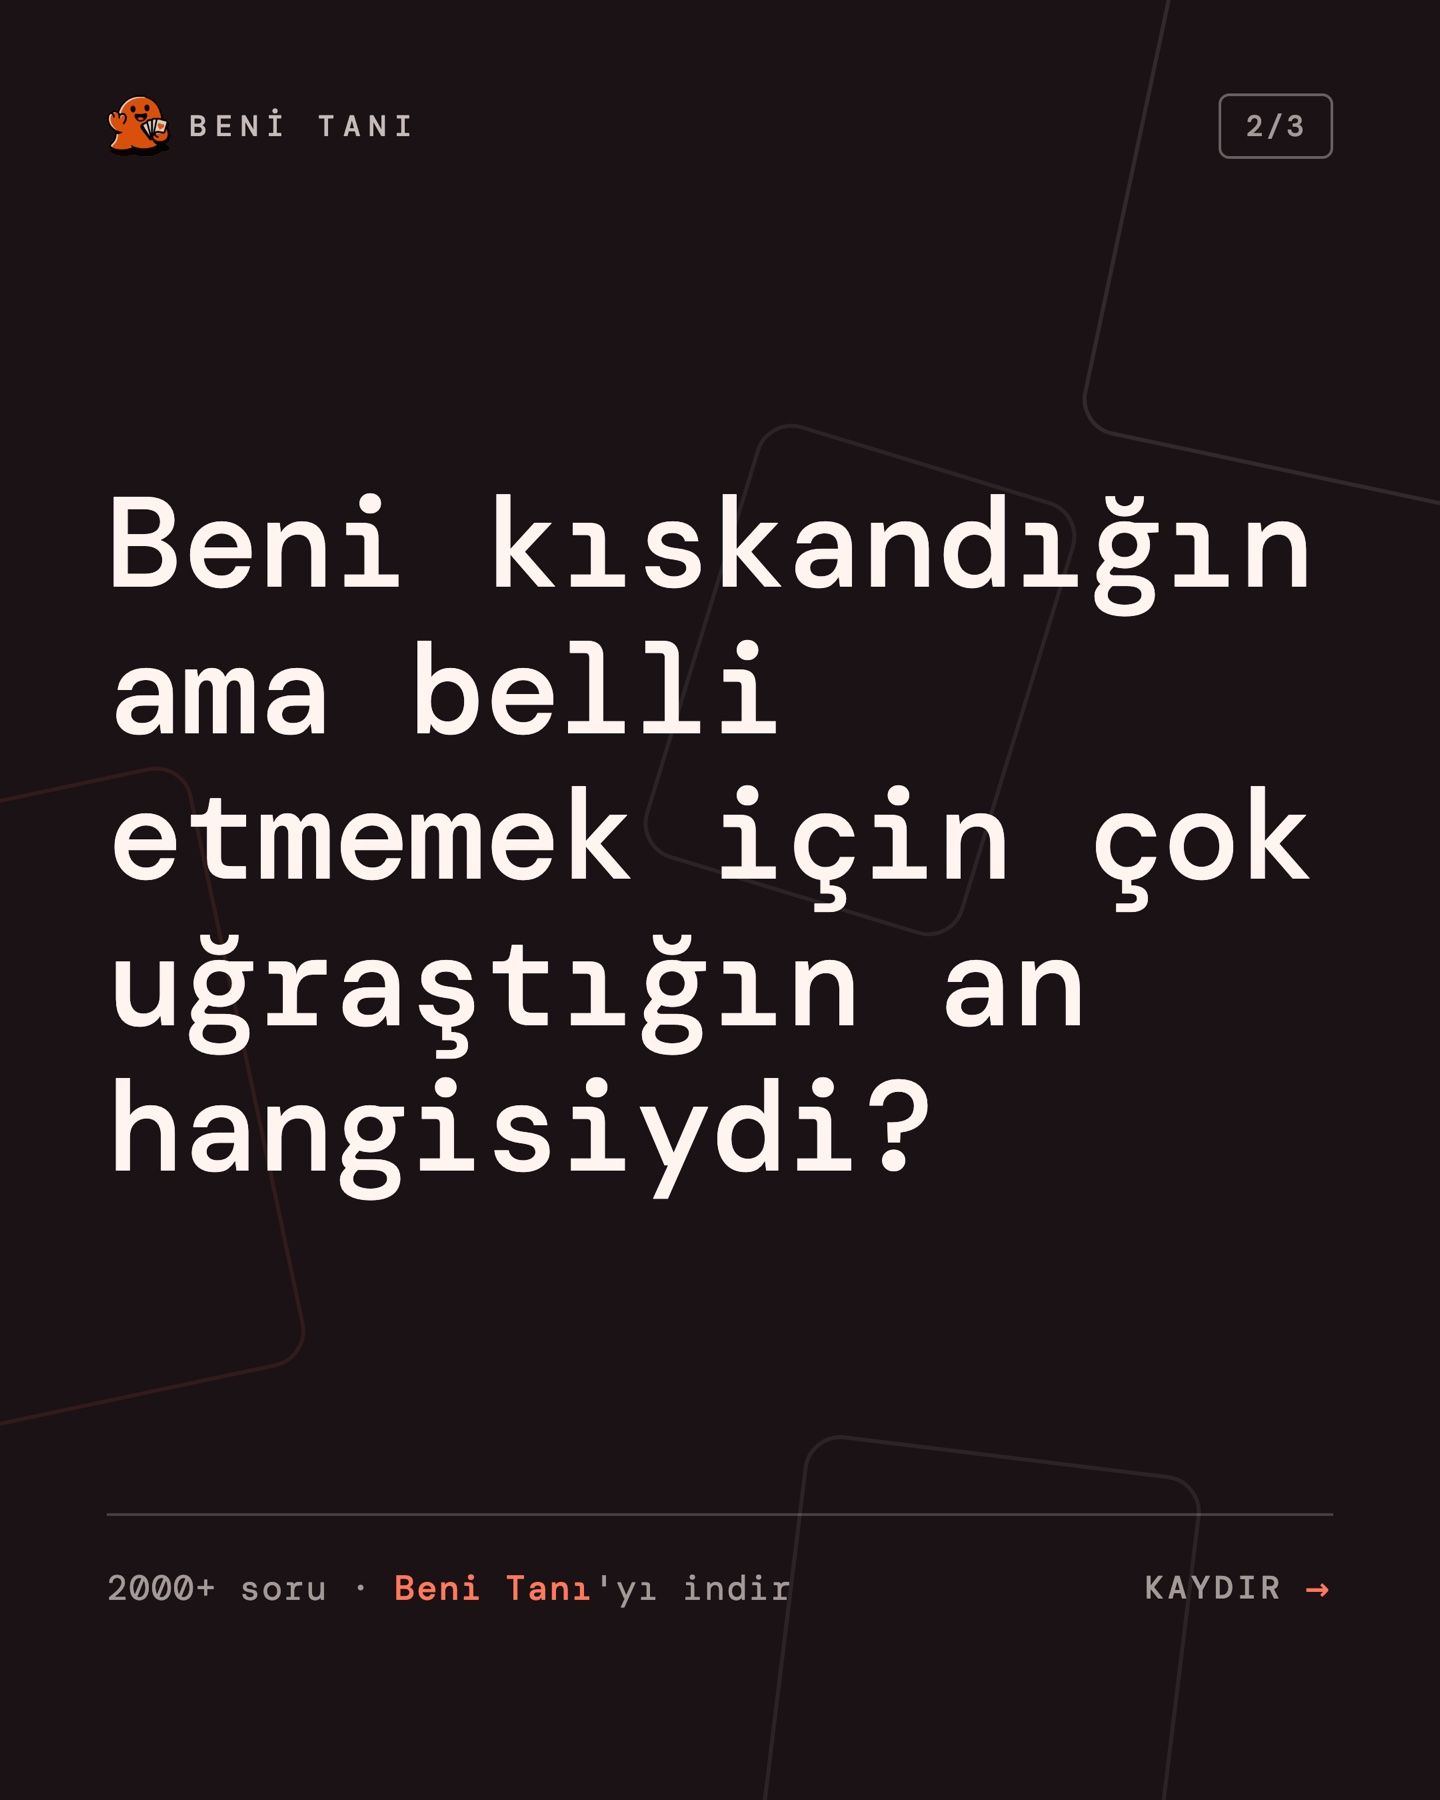 BENİ TANI
2/3
Beni kıskandığın
ama belli
etmemek için çok
uğraştığın an
hangisiydi?
2000+ soru · Beni Tanı'yı indir
KAYDIR →